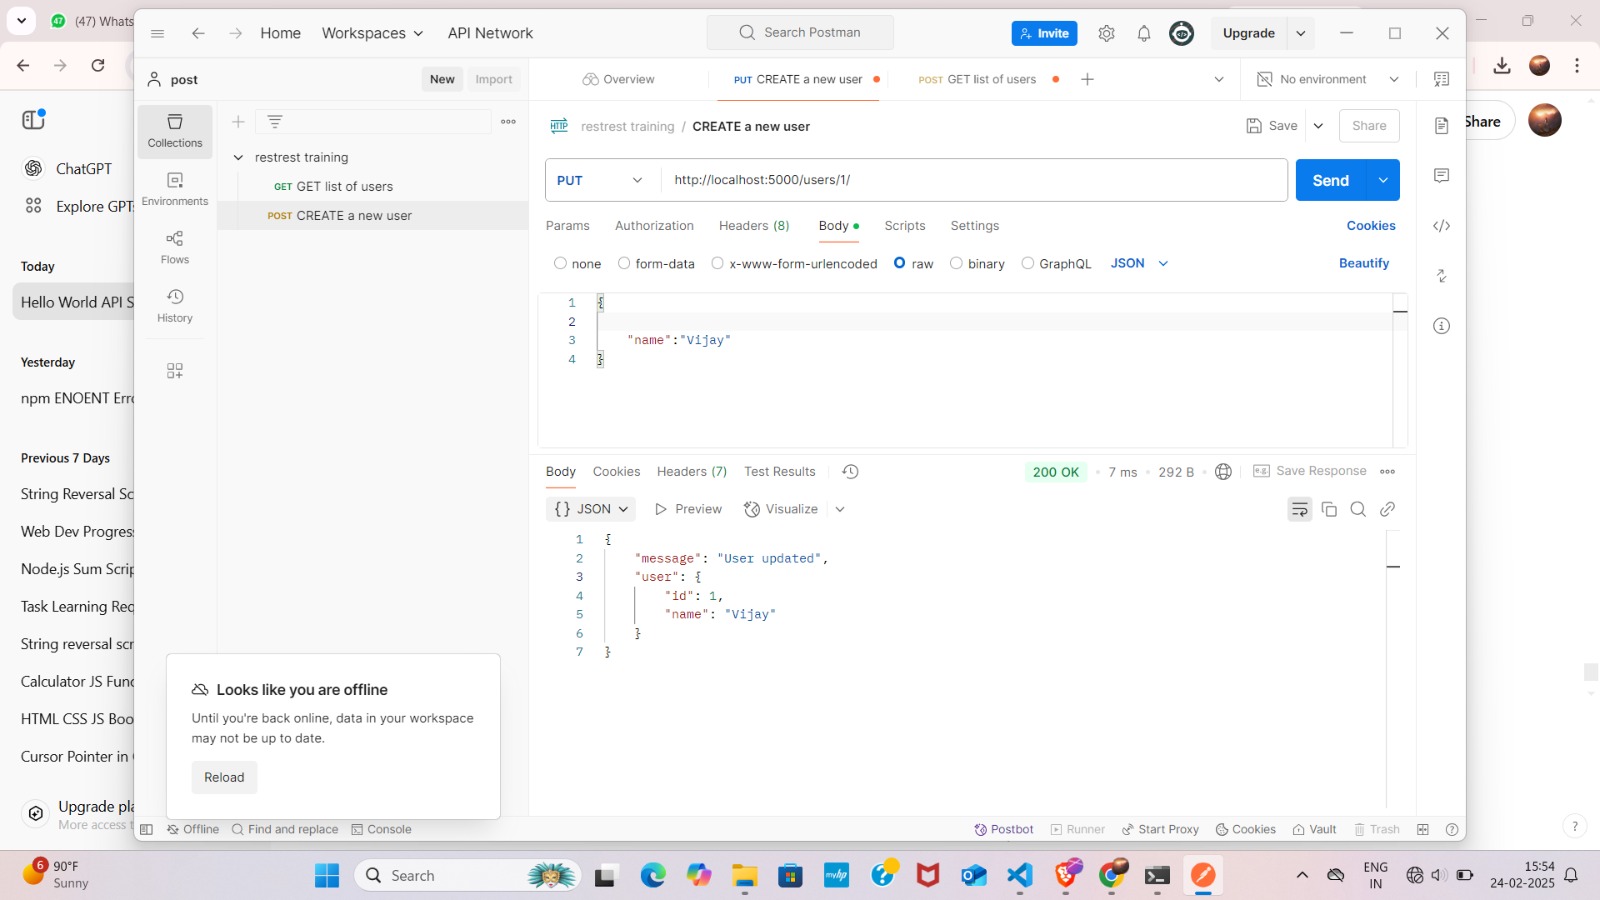 (47) Whats
Home
Workspaces
API Network
Search Postman
Invite
Upgrade
post
New
Import
Overview
PUT CREATE a new user
POST GET list of users
No environment
Collections
Environments
Flows
History
restrest training
GET GET list of users
POST CREATE a new user
HTTP restrest training / CREATE a new user
Save
Share
Share
PUT
http://localhost:5000/users/1/
Send
Params
Authorization
Headers (8)
Body
Scripts
Settings
Cookies
none
form-data
x-www-form-urlencoded
raw
binary
GraphQL
JSON
Beautify
1 {
2
3 "name":"Vijay"
4 }
Body
Cookies
Headers (7)
Test Results
200 OK
7 ms
292 B
e.g. Save Response
{} JSON
Preview
Visualize
1 {
2 "message": "User updated",
3 "user": {
4 "id": 1,
5 "name": "Vijay"
6 }
7 }
ChatGPT
Explore GPTs
Today
Hello World API S
Yesterday
npm ENOENT Erro
Previous 7 Days
String Reversal Sc
Web Dev Progres
Node.js Sum Scrip
Task Learning Req
String reversal scr
Calculator JS Func
HTML CSS JS Boo
Cursor Pointer in
Upgrade pla
More access t
Looks like you are offline
Until you're back online, data in your workspace
may not be up to date.
Reload
Offline
Find and replace
Console
Postbot
Runner
Start Proxy
Cookies
Vault
Trash
6
90°F
Sunny
Search
myhp
ENG
IN
15:54
24-02-2025